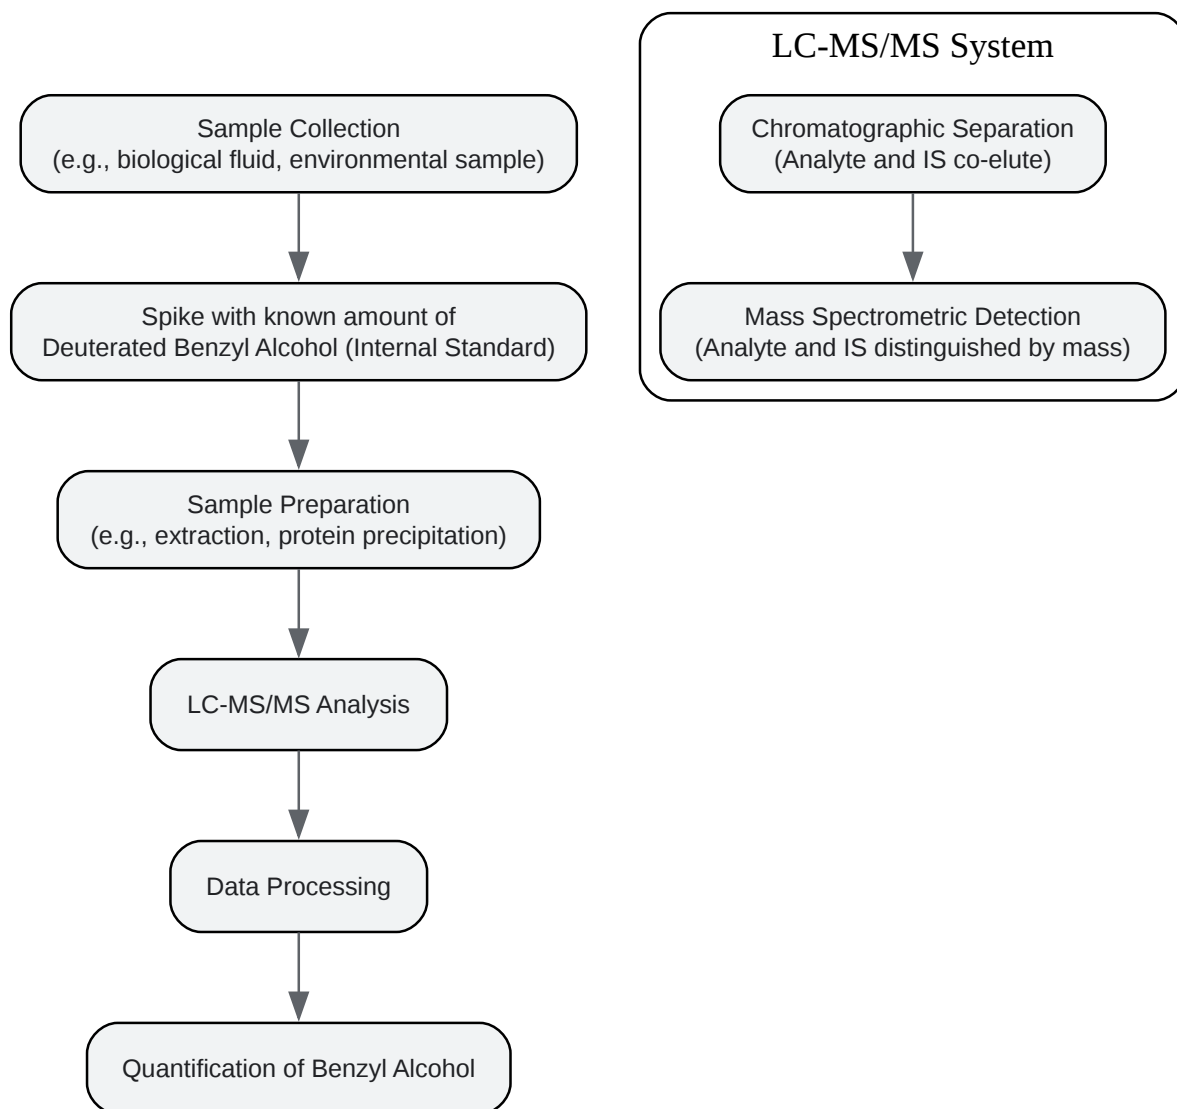 Sample Collection
(e.g., biological fluid, environmental sample)
Spike with known amount of
Deuterated Benzyl Alcohol (Internal Standard)
Sample Preparation
(e.g., extraction, protein precipitation)
LC-MS/MS Analysis
Data Processing
Quantification of Benzyl Alcohol
LC-MS/MS System
Chromatographic Separation
(Analyte and IS co-elute)
Mass Spectrometric Detection
(Analyte and IS distinguished by mass)